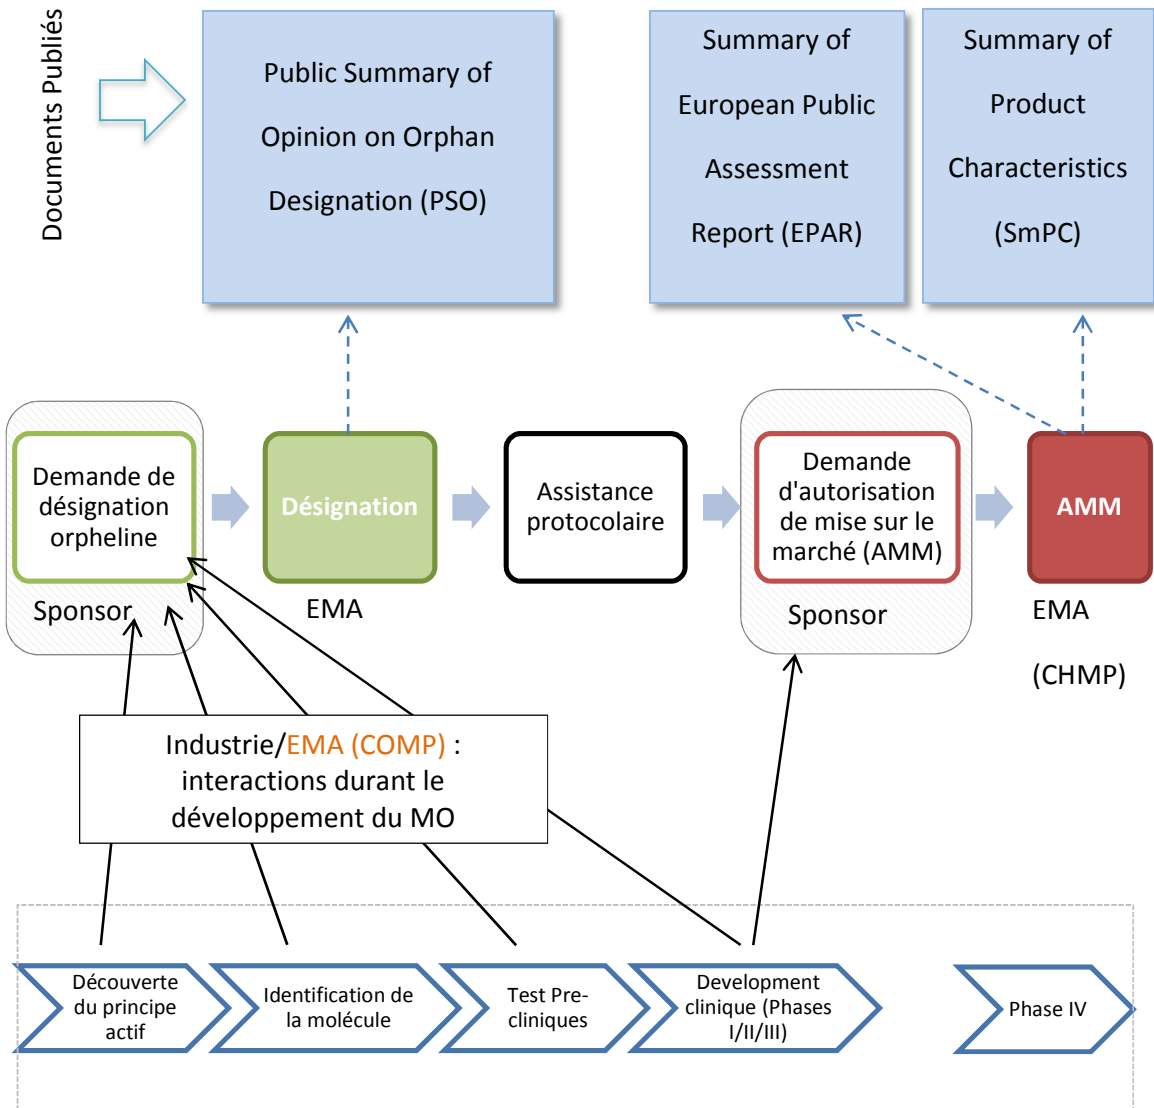 Documents Publiés
Public Summary of
Opinion on Orphan
Designation (PSO)
Summary of
European Public
Assessment
Report (EPAR)
Summary of
Product
Characteristics
(SmPC)
Demande de
désignation
orpheline
Sponsor
Désignation
EMA
Assistance
protocolaire
Demande
d'autorisation
de mise sur le
marché (AMM)
Sponsor
AMM
EMA
(CHMP)
Industrie/EMA (COMP) :
interactions durant le
développement du MO
Découverte
du principe
actif
Identification de
la molécule
Test Pre-
cliniques
Development
clinique (Phases
I/II/III)
Phase IV